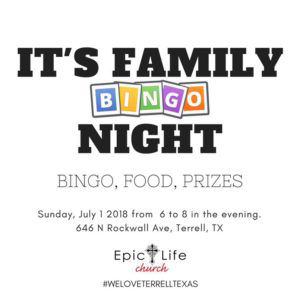 IT'S FAMILY
BINGO
NIGHT
BINGO, FOOD, PRIZES
Sunday, July 1 2018 from 6 to 8 in the evening.
646 N Rockwall Ave, Terrell, TX
Epic Life
church
#WELOVETERRELLTEXAS